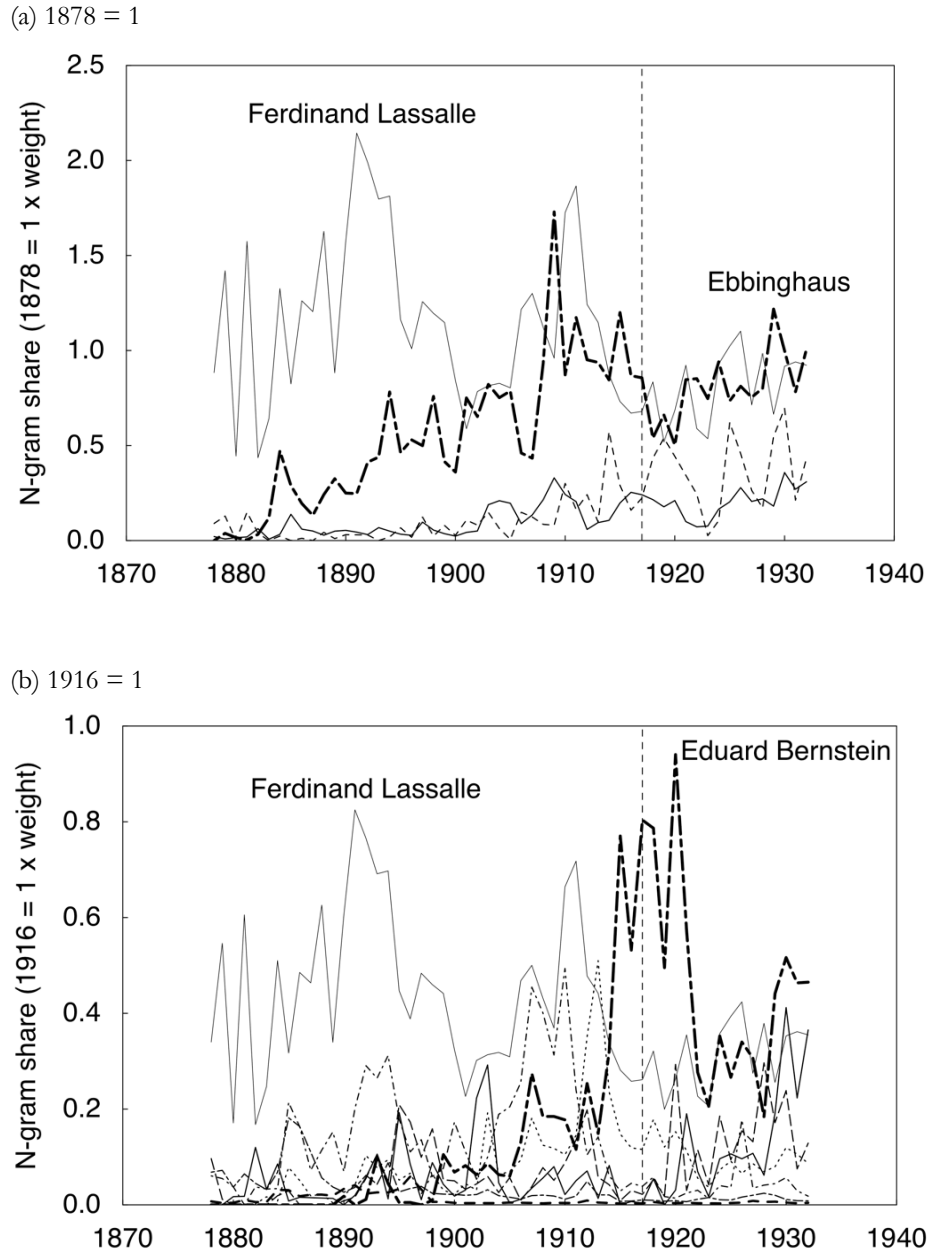 (a) 1878 = 1
N-gram share (1878 = 1 x weight)
2.5
2.0
1.5
1.0
0.5
0.0
Ferdinand Lassalle
Ebbinghaus
1870 1880 1890 1900 1910 1920 1930 1940
(b) 1916 = 1
N-gram share (1916 = 1 x weight)
1.0
0.8
0.6
0.4
0.2
0.0
Eduard Bernstein
Ferdinand Lassalle
1870 1880 1890 1900 1910 1920 1930 1940